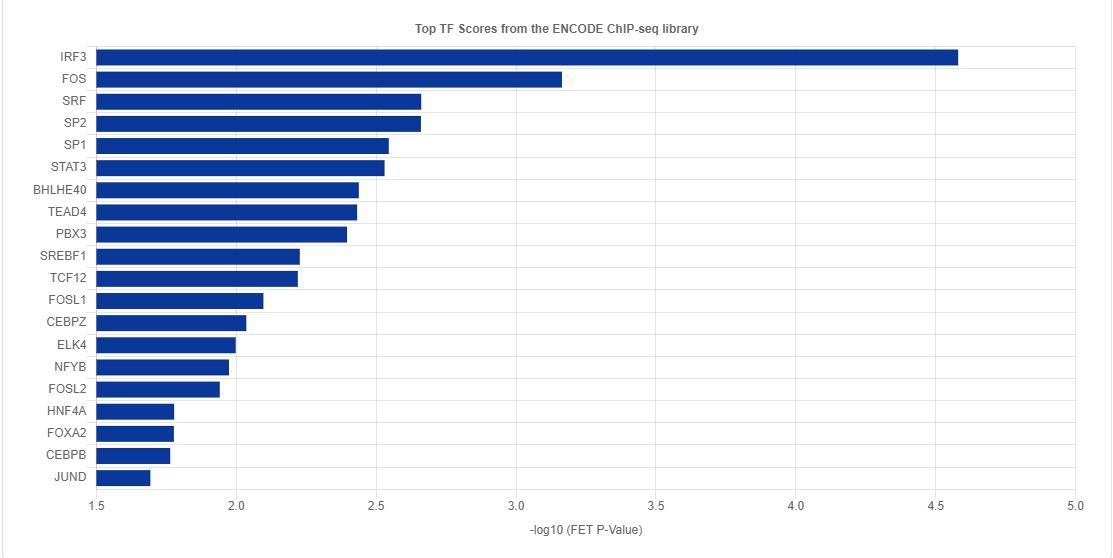 Top TF Scores from the ENCODE ChIP-seq library
IRF3
FOS
SRF
SP2
SP1
STAT3
BHLHE40
TEAD4
PBX3
SREBF1
TCF12
FOSL1
CEBPZ
ELK4
NFYB
FOSL2
HNF4A
FOXA2
CEBPB
JUND
1.5 2.0 2.5 3.0 3.5 4.0 4.5 5.0
-log10 (FET P-Value)